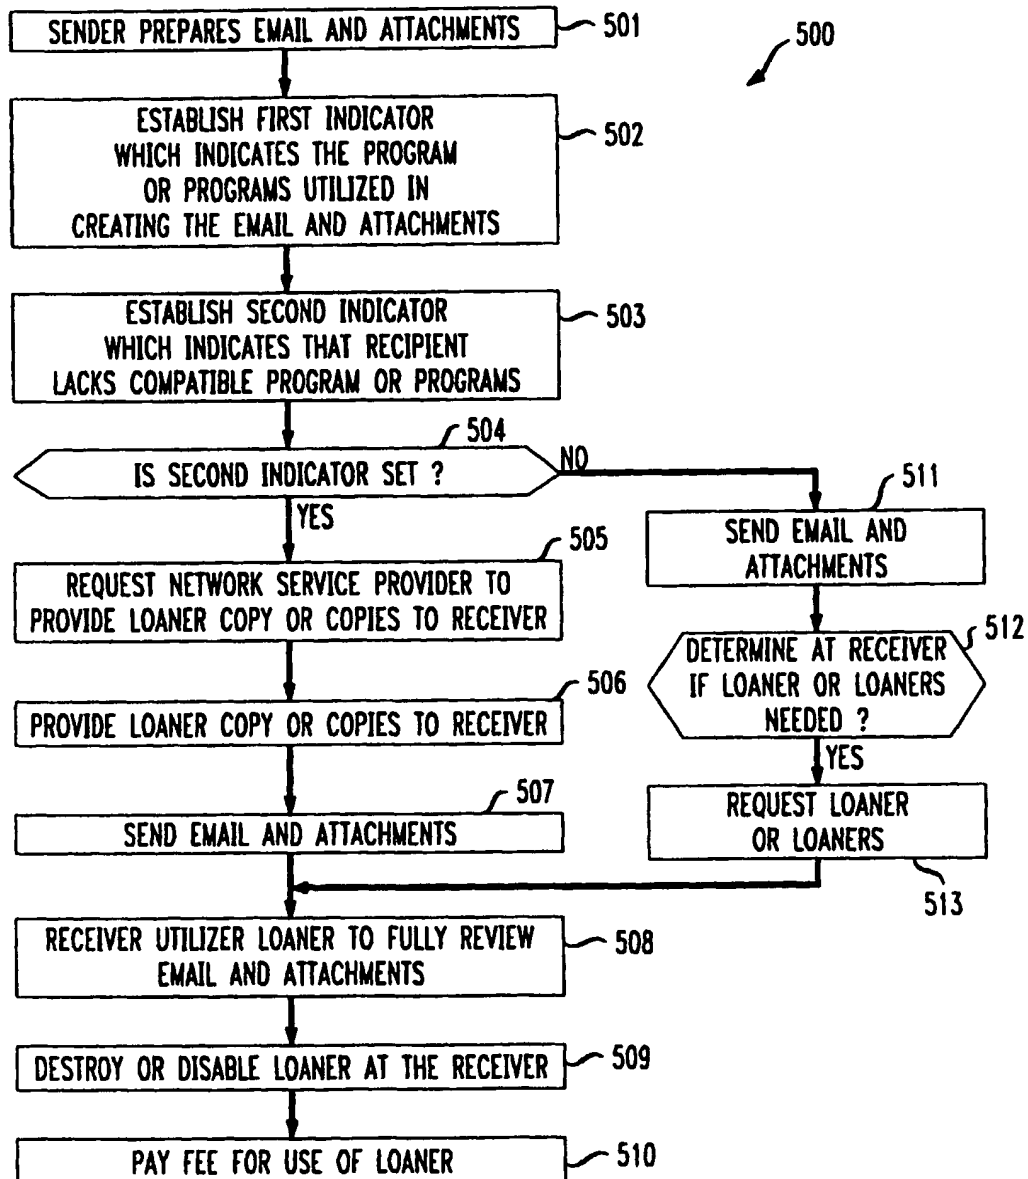 SENDER PREPARES EMAIL AND ATTACHMENTS
501
500
ESTABLISH FIRST INDICATOR
WHICH INDICATES THE PROGRAM
OR PROGRAMS UTILIZED IN
CREATING THE EMAIL AND ATTACHMENTS
502
ESTABLISH SECOND INDICATOR
WHICH INDICATES THAT RECIPIENT
LACKS COMPATIBLE PROGRAM OR PROGRAMS
503
504
IS SECOND INDICATOR SET ?
NO
YES
505
REQUEST NETWORK SERVICE PROVIDER TO
PROVIDE LOANER COPY OR COPIES TO RECEIVER
506
PROVIDE LOANER COPY OR COPIES TO RECEIVER
507
SEND EMAIL AND ATTACHMENTS
511
SEND EMAIL AND
ATTACHMENTS
512
DETERMINE AT RECEIVER
IF LOANER OR LOANERS
NEEDED ?
YES
REQUEST LOANER
OR LOANERS
513
RECEIVER UTILIZER LOANER TO FULLY REVIEW
EMAIL AND ATTACHMENTS
508
DESTROY OR DISABLE LOANER AT THE RECEIVER
509
PAY FEE FOR USE OF LOANER
510